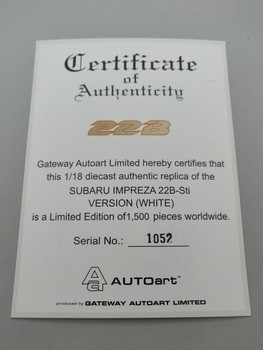 Certificate
of
Authenticity
22B
Gateway Autoart Limited hereby certifies that
this 1/18 diecast authentic replica of the
SUBARU IMPREZA 22B-Sti
VERSION (WHITE)
is a Limited Edition of1,500 pieces worldwide.
Serial No.: 1052
AUTOart
produced by GATEWAY AUTOART LIMITED